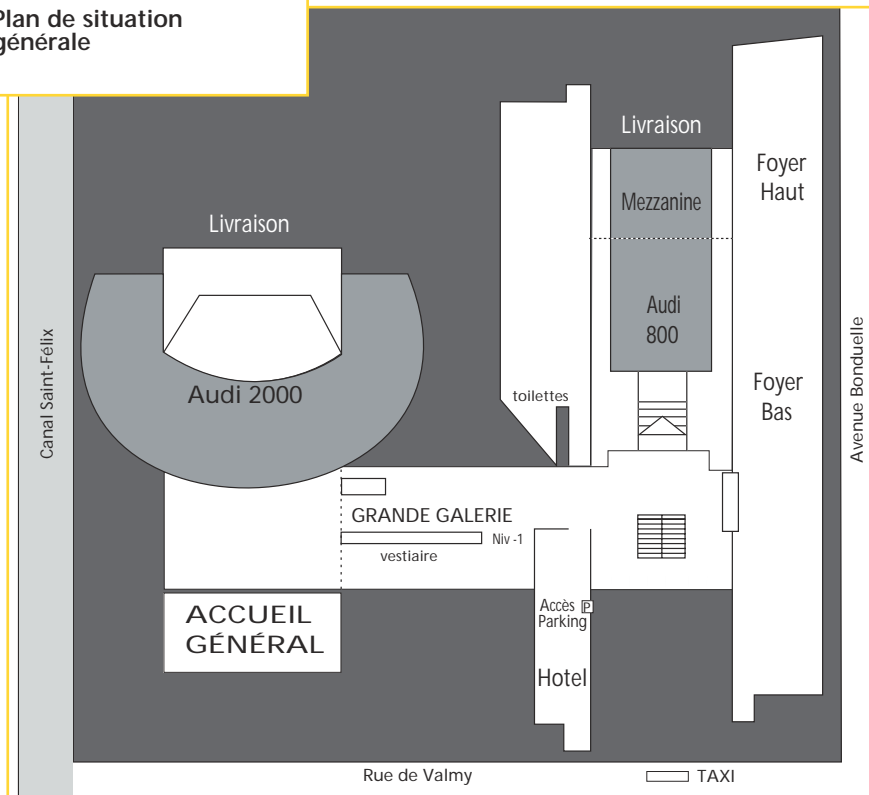 Plan de situation
générale
Livraison
Mezzanine
Foyer
Haut
Livraison
Audi
800
Audi 2000
Canal Saint-Félix
Avenue Bonduelle
Foyer
Bas
toilettes
GRANDE GALERIE
Niv -1
vestiaire
ACCUEIL
GÉNÉRAL
Accès P
Parking
Hotel
Rue de Valmy
TAXI